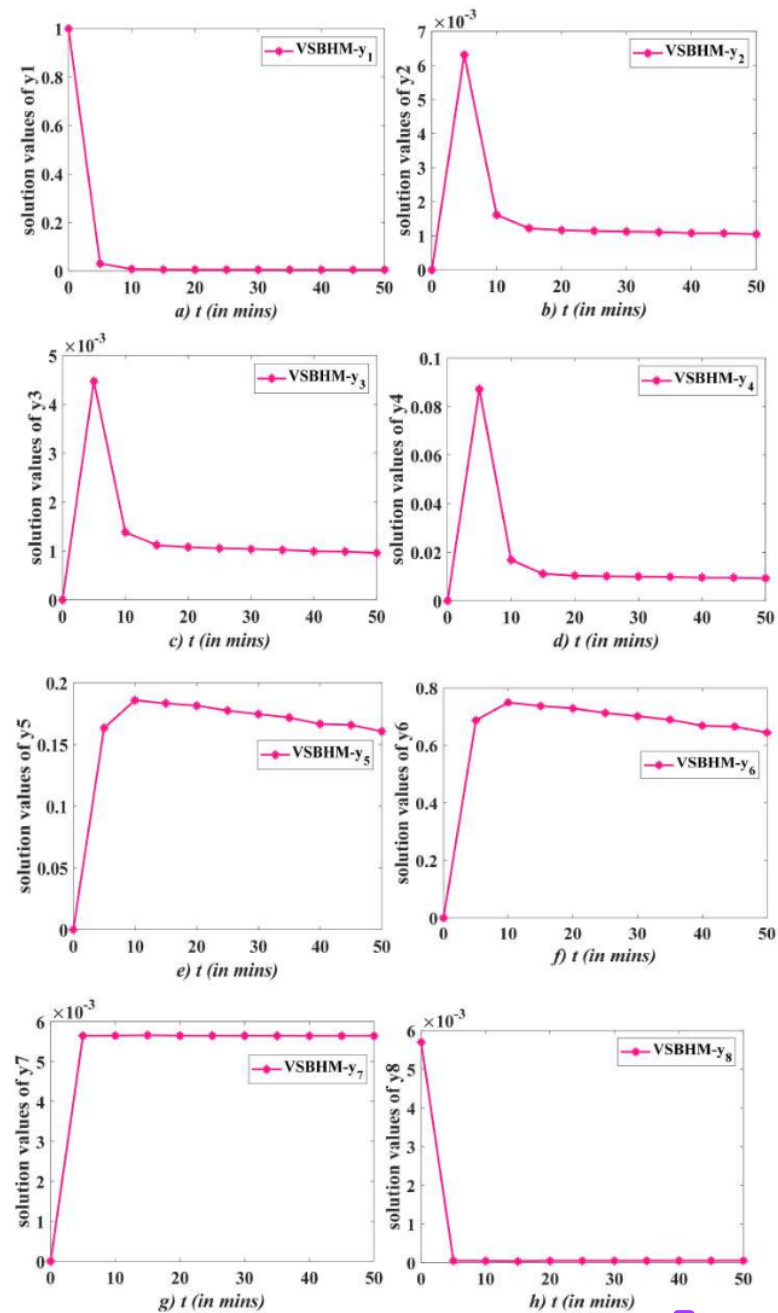 VSBHM-y1
solution values of y1
1
0.8
0.6
0.4
0.2
0
0 10 20 30 40 50
a) t (in mins)
×10-3
VSBHM-y2
solution values of y2
7
6
5
4
3
2
1
0
0 10 20 30 40 50
b) t (in mins)
×10-3
VSBHM-y3
solution values of y3
5
4
3
2
1
0
0 10 20 30 40 50
c) t (in mins)
VSBHM-y4
solution values of y4
0.1
0.08
0.06
0.04
0.02
0
0 10 20 30 40 50
d) t (in mins)
VSBHM-y5
solution values of y5
0.2
0.15
0.1
0.05
0
0 10 20 30 40 50
e) t (in mins)
VSBHM-y6
solution values of y6
0.8
0.6
0.4
0.2
0
0 10 20 30 40 50
f) t (in mins)
×10-3
VSBHM-y7
solution values of y7
6
5
4
3
2
1
0
0 10 20 30 40 50
g) t (in mins)
×10-3
VSBHM-y8
solution values of y8
6
5
4
3
2
1
0
0 10 20 30 40 50
h) t (in mins)